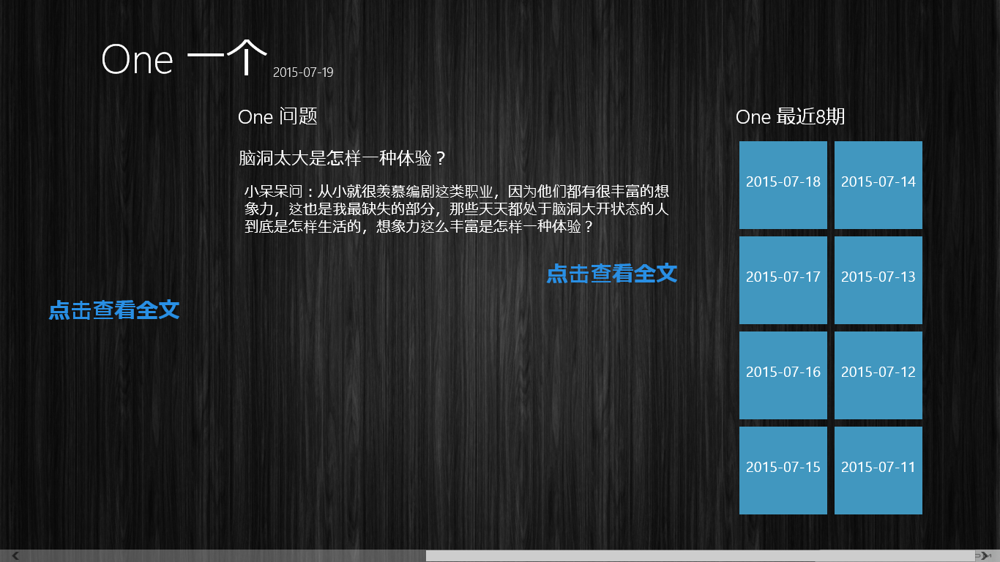 One 一个 2015-07-19
One 问题
脑洞太大是怎样一种体验？
小呆呆问：从小就很羡慕编剧这类职业，因为他们都有很丰富的想
象力，这也是我最缺失的部分，那些天天都处于脑洞大开状态的人
到底是怎样生活的，想象力这么丰富是怎样一种体验？
点击查看全文
点击查看全文
One 最近8期
2015-07-18 2015-07-14
2015-07-17 2015-07-13
2015-07-16 2015-07-12
2015-07-15 2015-07-11